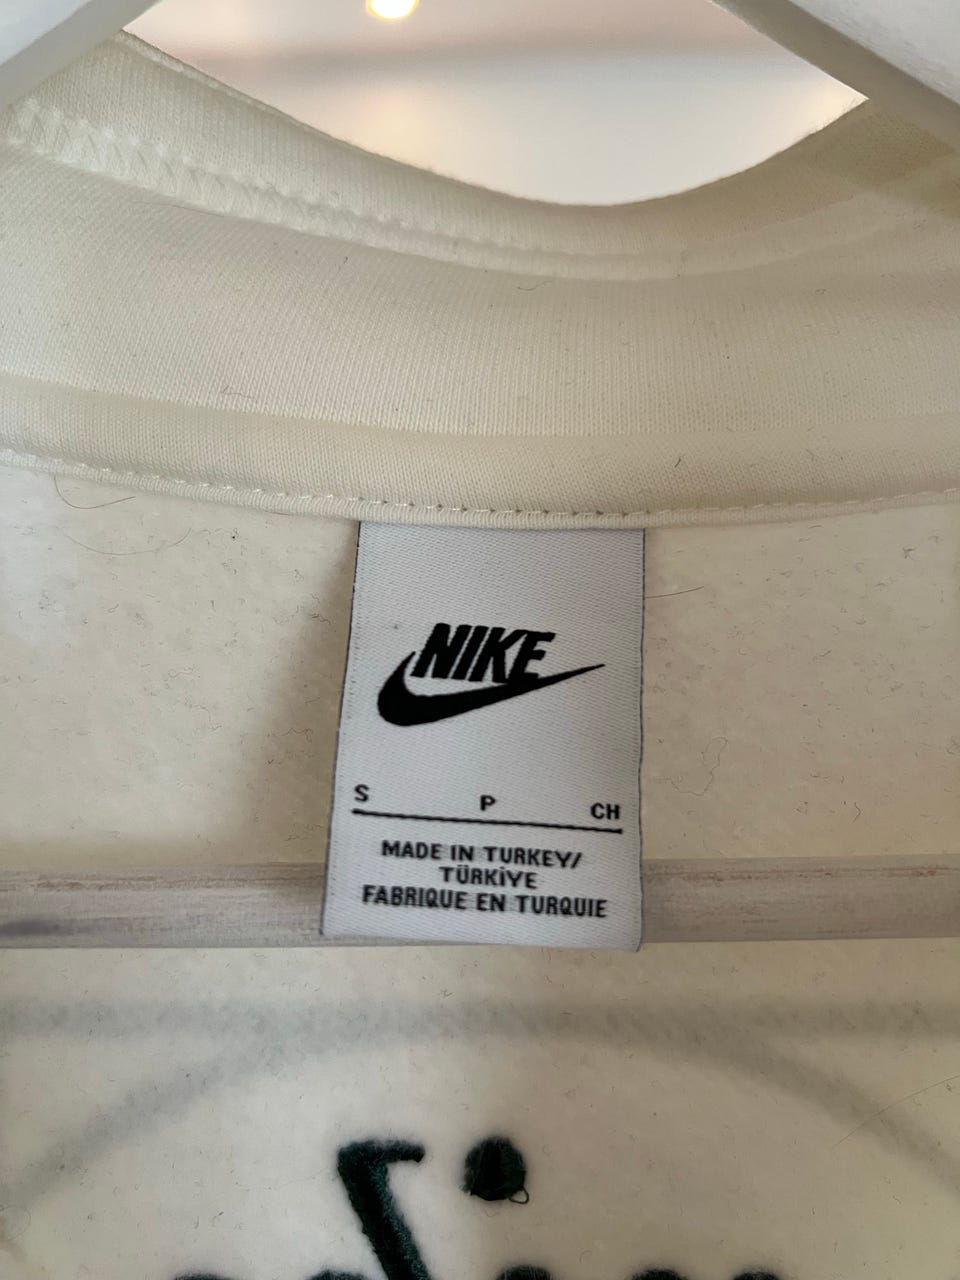 NIKE
S P CH
MADE IN TURKEY/
TÜRKİYE
FABRIQUE EN TURQUIE